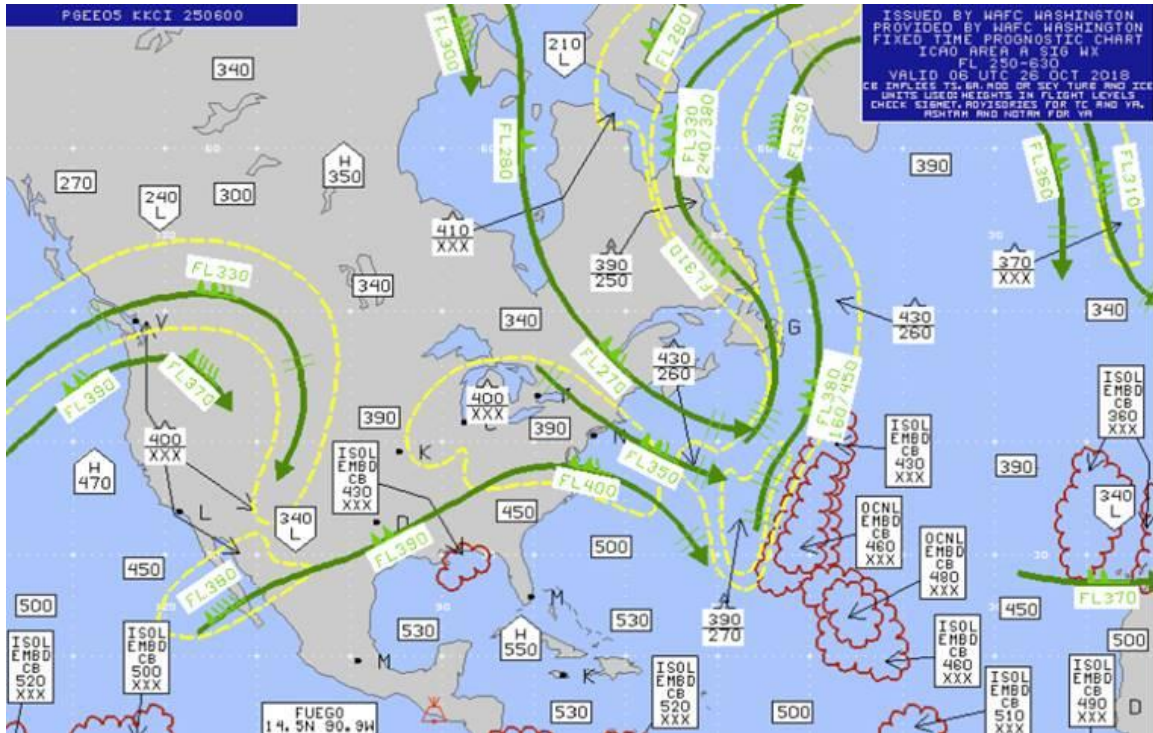 PGEE05 KKCI 250600
ISSUED BY WAFC WASHINGTON
PROVIDED BY WAFC WASHINGTON
FIXED TIME PROGNOSTIC CHART
ICAO AREA A SIG WX
FL 250-630
VALID 06 UTC 26 OCT 2018
CB IMPLIES TS, GR, MOD OR SEV TURB AND ICE
UNITS USED HEIGHTS IN FLIGHT LEVELS
CHECK SIGMET, ADVISORIES FOR TC AND VA,
ASHTAM AND NOTAM FOR VA
FL300
210
L
FL280
340
FL330
240/380
FL350
60
FL280
60
60
390
FL360
FL310
270
300
H
350
240
L
120
410
XXX
390
250
FL310
30
370
XXX
FL330
340
340
340
430
260
V
G
430
260
FL370
FL390
400
XXX
FL270
FL380
160/450
ISOL
EMBD
CB
360
XXX
390
C
T
390
N
400
XXX
K
ISOL
EMBD
CB
430
XXX
FL350
ISOL
EMBD
CB
430
XXX
390
H
470
FL400
L
340
L
D
450
500
OCNL
EMBD
CB
460
XXX
OCNL
EMBD
CB
480
XXX
340
L
FL390
30
450
FL380
120
90
FL370
500
M
390
270
450
530
H
550
530
500
ISOL
EMBD
CB
520
XXX
ISOL
EMBD
CB
500
XXX
M
K
ISOL
EMBD
CB
460
XXX
ISOL
EMBD
CB
520
XXX
ISOL
EMBD
CB
510
XXX
ISOL
EMBD
CB
490
XXX
FUEGO
14.5N 90.9W
530
500
D